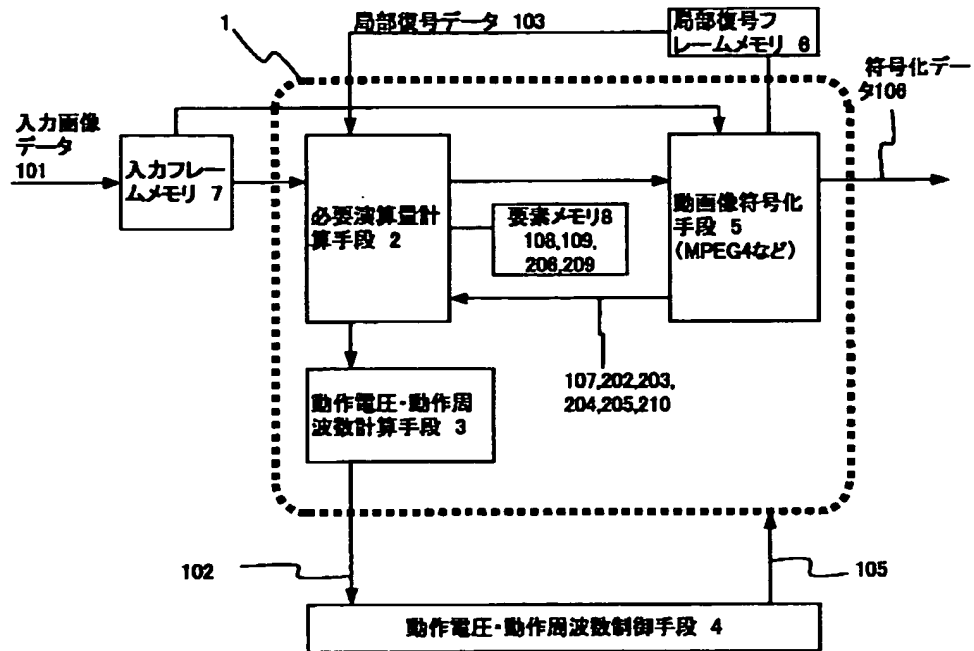 局部復号データ 103
局部復号フ
レームメモリ 6
1
符号化デー
タ106
入力画像
データ
101
入力フレー
ムメモリ 7
必要演算量計
算手段 2
要素メモリ8
108,109,
206,209
動画像符号化
手段 5
(MPEG4など)
107,202,203,
204,205,210
動作電圧・動作周
波数計算手段 3
102
105
動作電圧・動作周波数制御手段 4